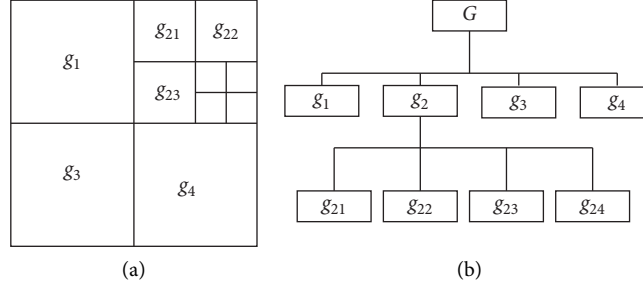 g₂₁ g₂₂
g₁
g₂₃
g₃
g₄
(a)
G
g₁ g₂ g₃ g₄
g₂₁ g₂₂ g₂₃ g₂₄
(b)